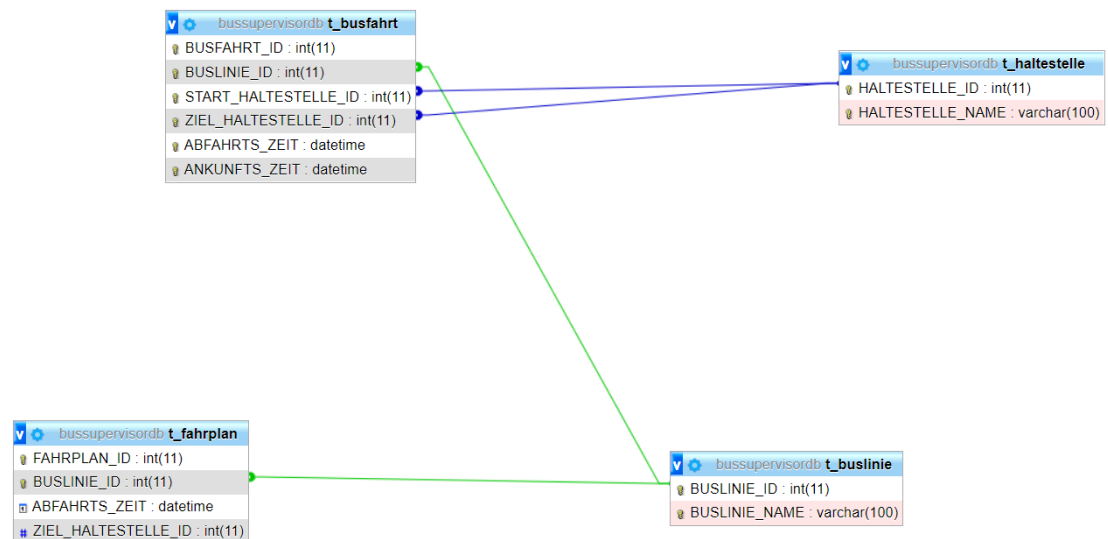 bussupervisordb t_busfahrt
BUSFAHRT_ID : int(11)
BUSLINIE_ID : int(11)
START_HALTESTELLE_ID : int(11)
ZIEL_HALTESTELLE_ID : int(11)
ABFAHRTS_ZEIT : datetime
ANKUNFTS_ZEIT : datetime
v bussupervisordb t_haltestelle
HALTESTELLE_ID : int(11)
HALTESTELLE_NAME : varchar(100)
v bussupervisordb t_fahrplan
FAHRPLAN_ID : int(11)
BUSLINIE_ID : int(11)
ABFAHRTS_ZEIT : datetime
# ZIEL_HALTESTELLE_ID : int(11)
v bussupervisordb t_buslinie
BUSLINIE_ID : int(11)
BUSLINIE_NAME : varchar(100)